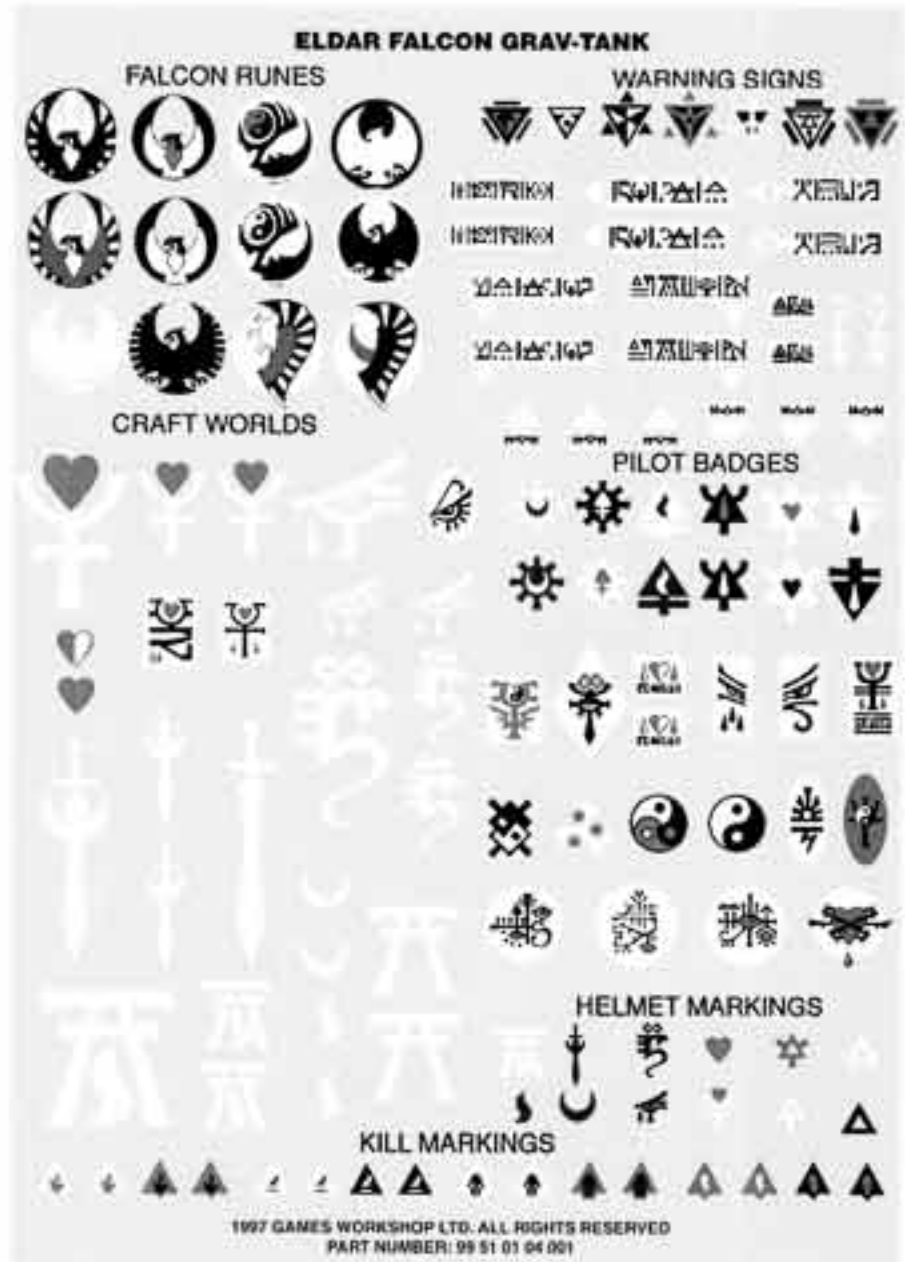 ELDAR FALCON GRAV-TANK
FALCON RUNES
WARNING SIGNS
CRAFT WORLDS
PILOT BADGES
HELMET MARKINGS
KILL MARKINGS
1997 GAMES WORKSHOP LTD. ALL RIGHTS RESERVED
PART NUMBER: 99 51 01 04 001